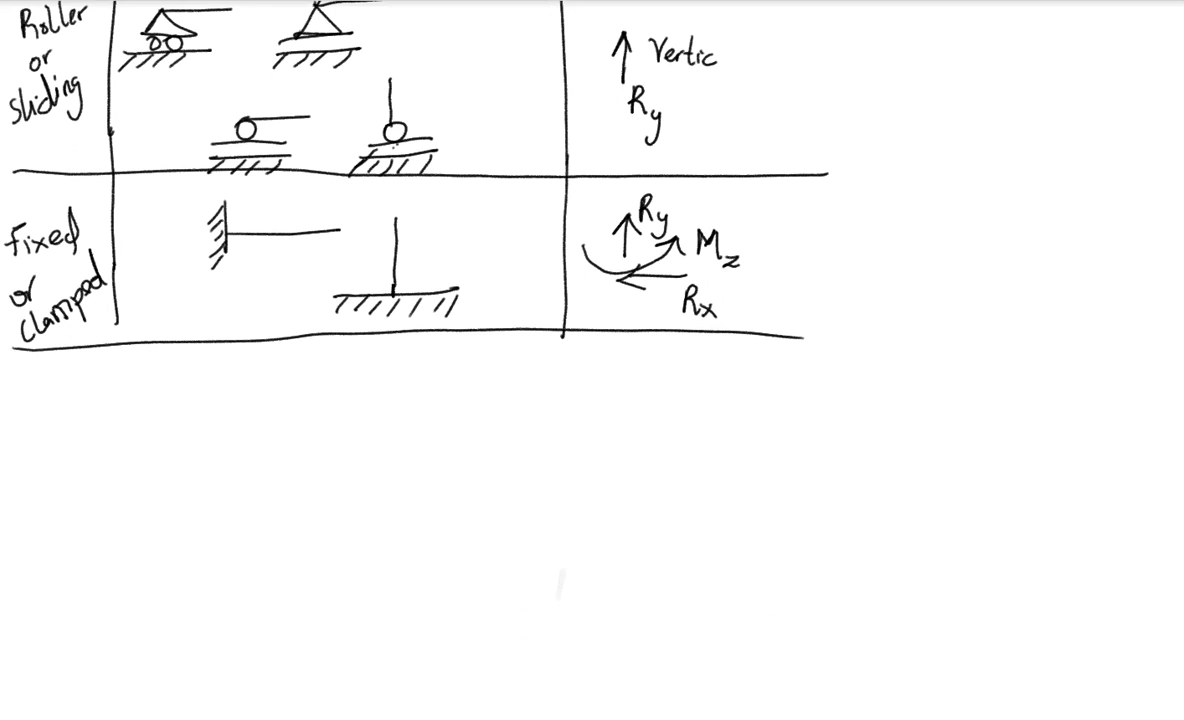 Roller
or
sliding
Vertic
Ry
fixed
or
clamped
Ry
Mz
Rx